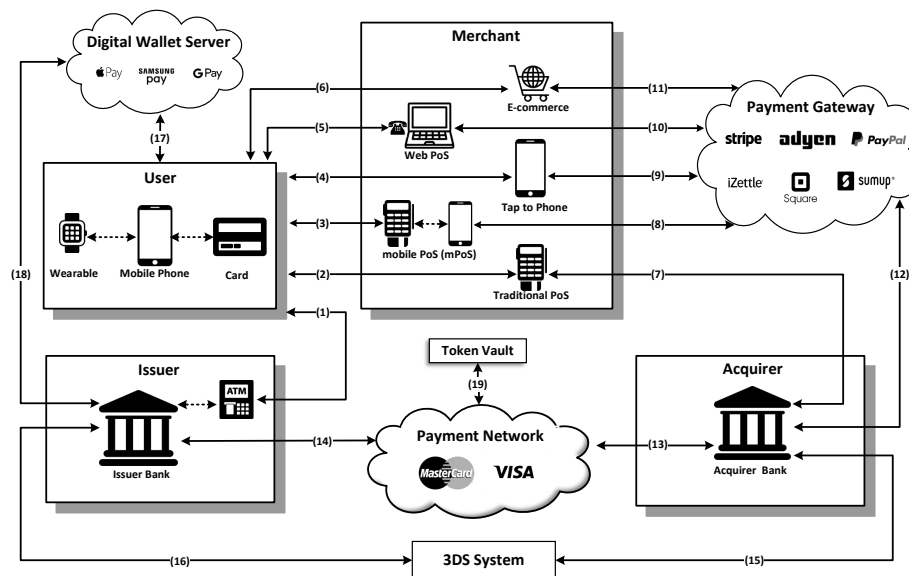 Digital Wallet Server
Pay
SAMSUNG
pay
G Pay
(17)
(18)
User
Wearable
Mobile Phone
Card
(1)
Merchant
(6)
E-commerce
(11)
(5)
Web PoS
(10)
(4)
Tap to Phone
(9)
(3)
mobile PoS (mPoS)
(8)
(2)
Traditional PoS
(7)
Payment Gateway
stripe
adyen
PayPal
iZettle
Square
sumup®
(12)
Issuer
ATM
Issuer Bank
(14)
Token Vault
(19)
Payment Network
MasterCard
VISA
(13)
Acquirer
Acquirer Bank
(16)
3DS System
(15)